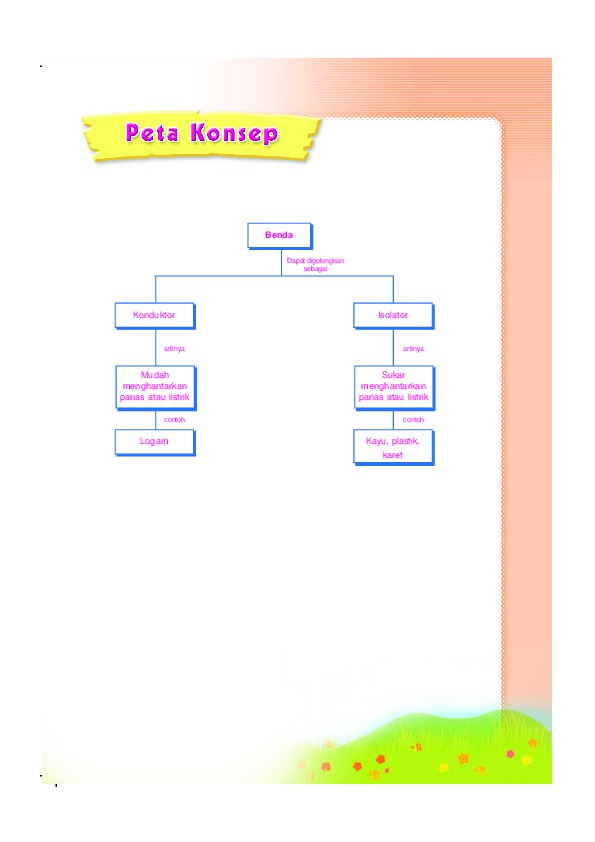 Peta Konsep
Benda
Dapat digolongkan
sebagai
Konduktor
Isolator
artinya
artinya
Mudah
menghantarkan
panas atau listrik
Sukar
menghantarkan
panas atau listrik
contoh
contoh
Logam
Kayu, plastik,
karet